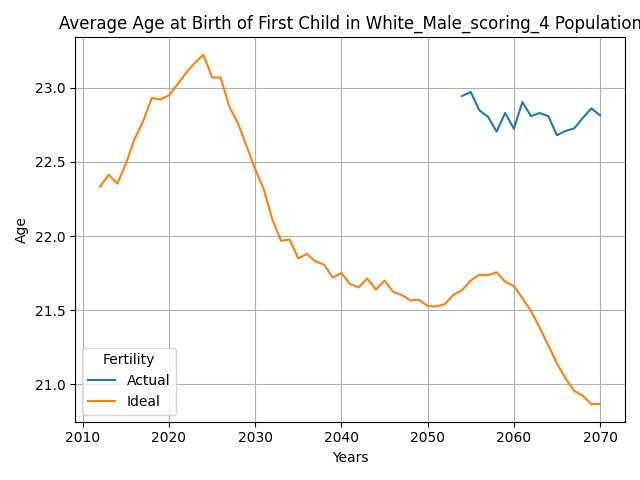 Average Age at Birth of First Child in White_Male_scoring_4 Population
23.0
22.5
22.0
21.5
21.0
Age
Fertility
Actual
Ideal
2010 2020 2030 2040 2050 2060 2070
Years